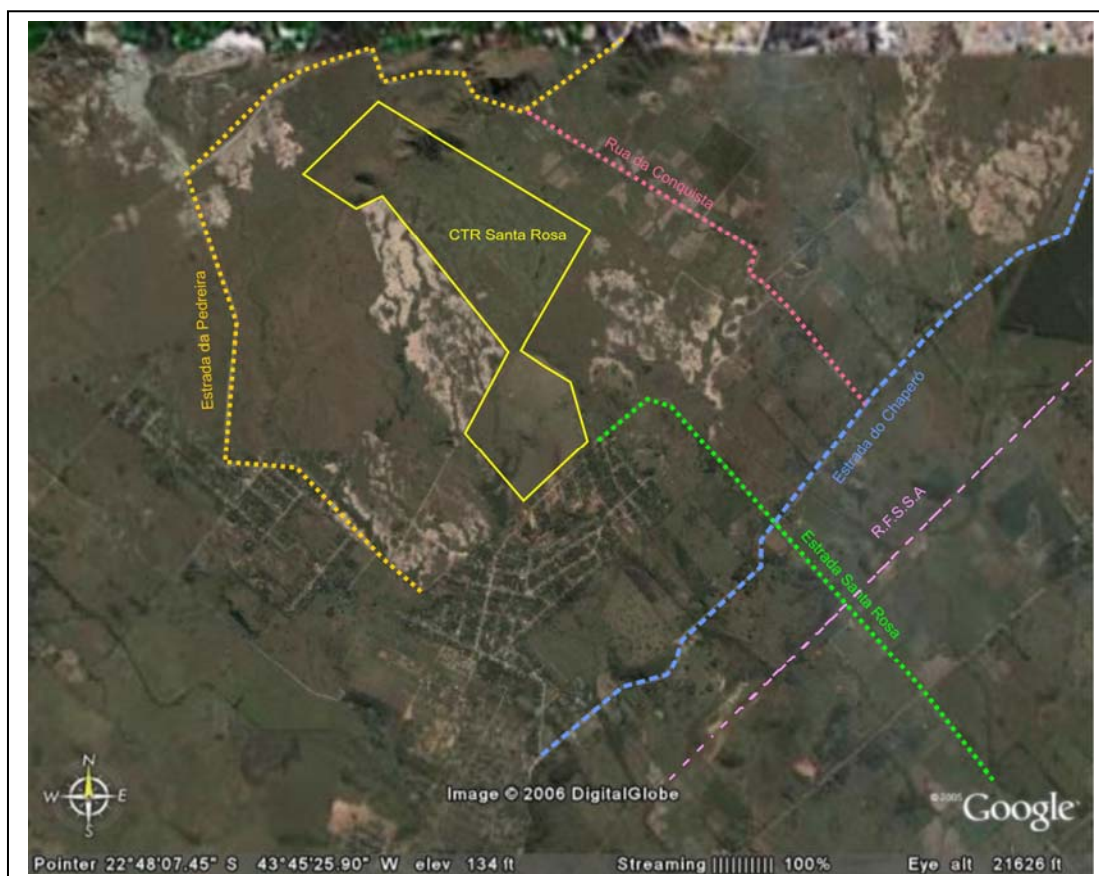 Rua da Conquista
CTR Santa Rosa
Estrada da Pedreira
Estrada do Chaperó
R.F.S.S.A
Estrada Santa Rosa
N
W E
S
Image © 2006 DigitalGlobe
©2005 Google™
Pointer 22°48'07.45" S 43°45'25.90" W elev 134 ft Streaming |||||||||| 100% Eye alt 21626 ft